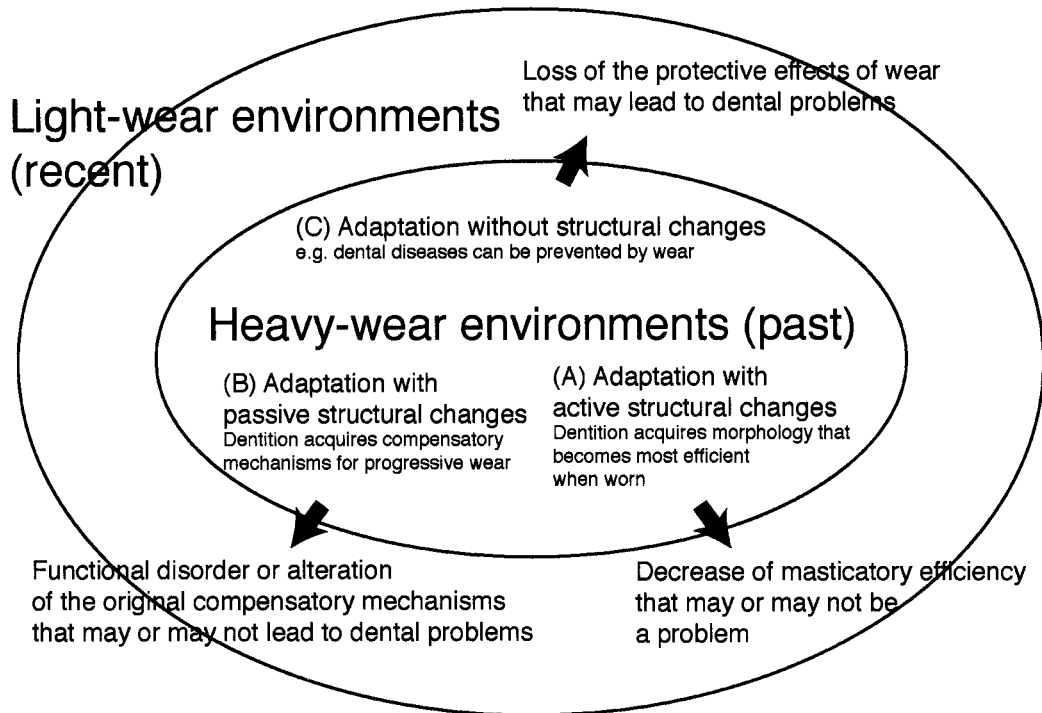 Loss of the protective effects of wear
that may lead to dental problems
Light-wear environments
(recent)
(C) Adaptation without structural changes
e.g. dental diseases can be prevented by wear
Heavy-wear environments (past)
(B) Adaptation with
passive structural changes
Dentition acquires compensatory
mechanisms for progressive wear
(A) Adaptation with
active structural changes
Dentition acquires morphology that
becomes most efficient
when worn
Functional disorder or alteration
of the original compensatory mechanisms
that may or may not lead to dental problems
Decrease of masticatory efficiency
that may or may not be
a problem